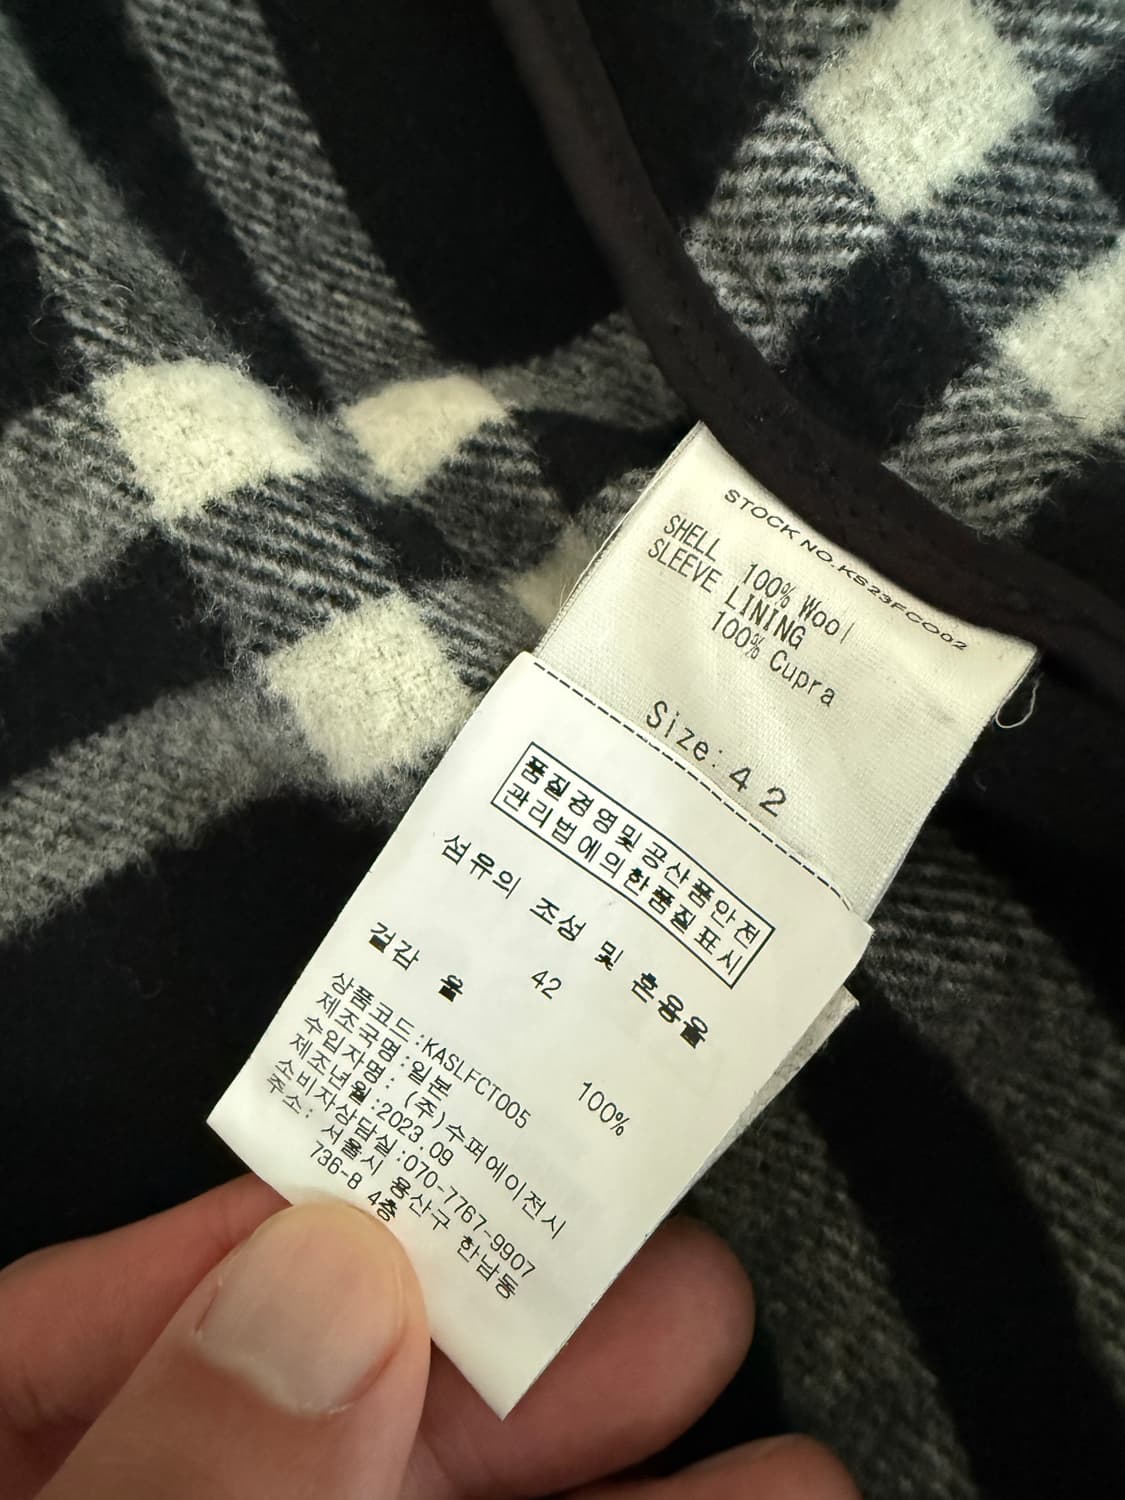 STOCK NO.KS23FCO02
SHELL
100% Wool
SLEEVE LINING
100% Cupra
Size:42
품질경영및공산품안전
관리법에의한품질표시
섬유의 조성 및 혼용율
42
겉감 울 100%
상품코드:KASLFCT005
제조국명:일본
수입자명: (주)수퍼에이전시
제조년월:2023.09
소비자상담실:070-7767-9907
주소: 서울시 용산구 한남동
736-8 4층